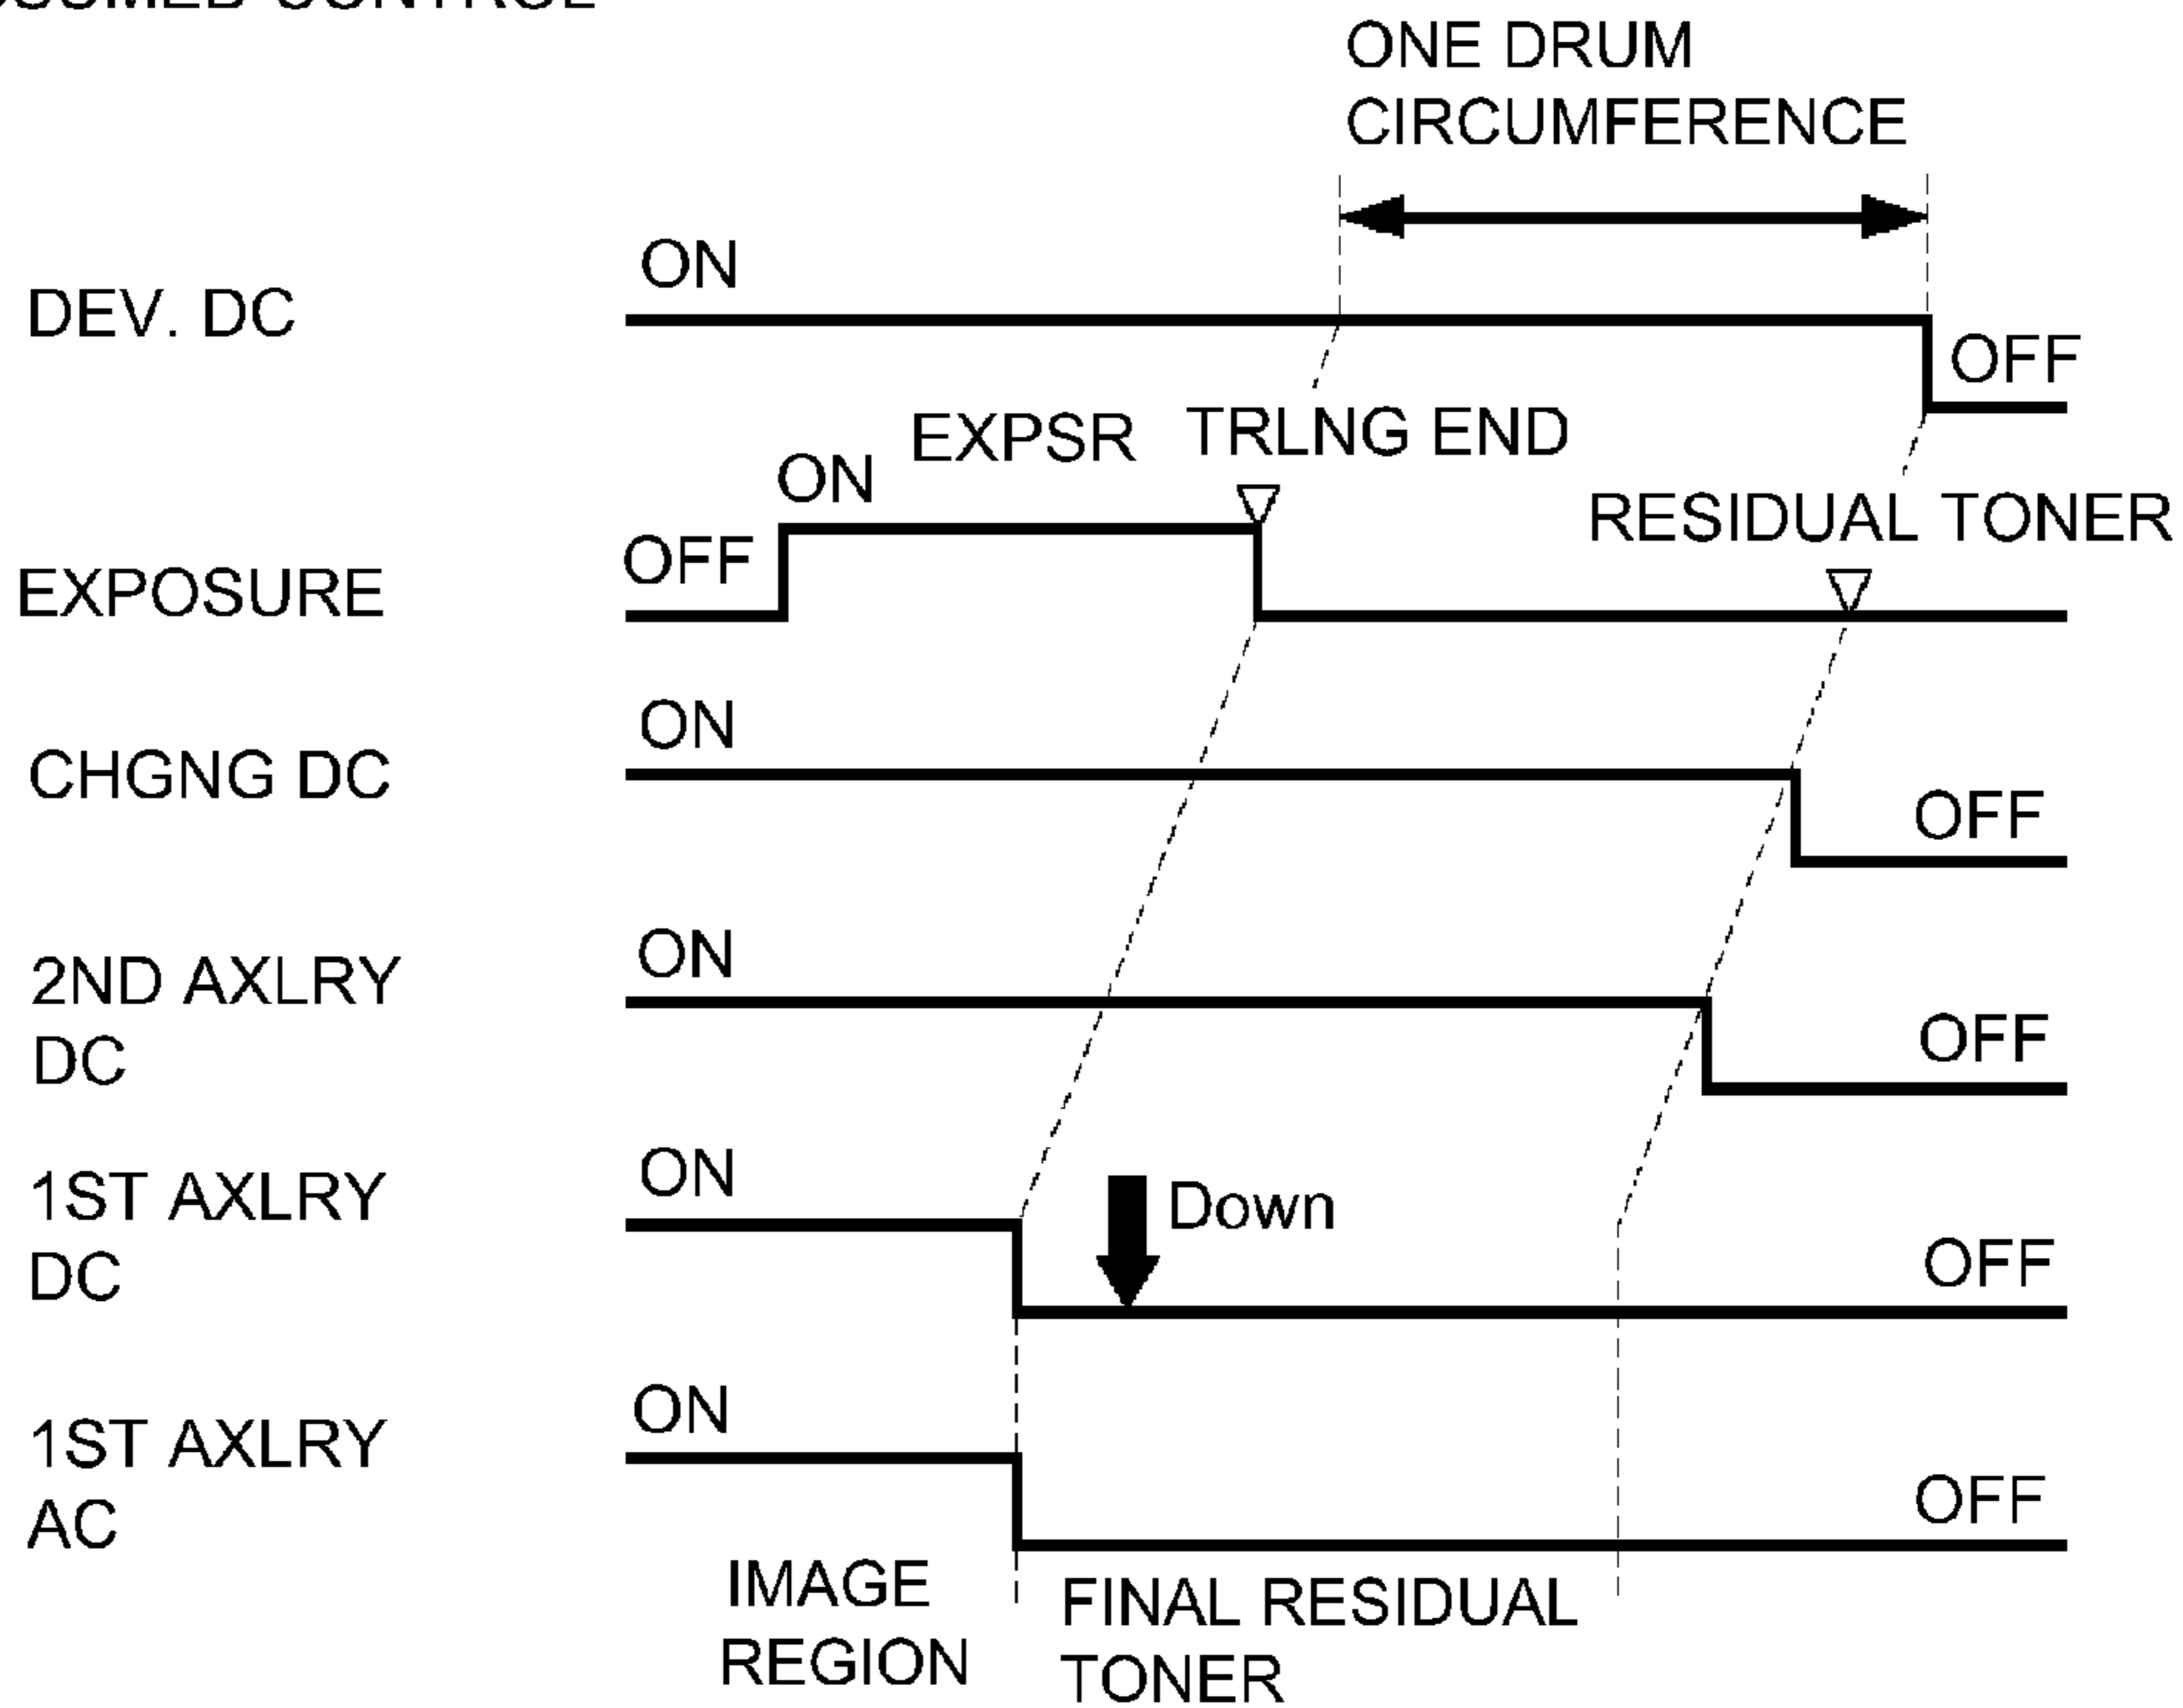 CONTROL
ONE DRUM
CIRCUMFERENCE
ON
DEV. DC
OFF
EXPSR TRLNG END
ON
RESIDUAL TONER
OFF
EXPOSURE
ON
CHGNG DC
OFF
ON
2ND AXLRY
DC
OFF
ON
1ST AXLRY
DC
Down
OFF
ON
1ST AXLRY
AC
OFF
IMAGE
REGION
FINAL RESIDUAL
TONER